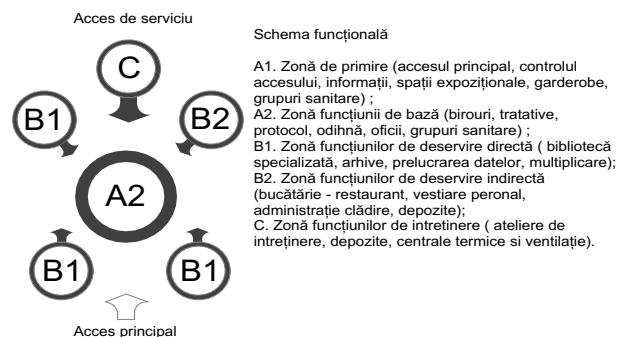 Acces de serviciu
C
B1
B2
A2
B1
B1
Acces principal
Schema funcțională
A1. Zonă de primire (accesul principal, controlul
accesului, informații, spații expoziționale, garderobe,
grupuri sanitare) ;
A2. Zonă funcțiunii de bază (birouri, tratative,
protocol, odihnă, oficii, grupuri sanitare) ;
B1. Zonă funcțiunilor de deservire directă ( bibliotecă
specializată, arhive, prelucrarea datelor, multiplicare);
B2. Zonă funcțiunilor de deservire indirectă
(bucătărie - restaurant, vestiare peronal,
administrație clădire, depozite);
C. Zonă funcțiunilor de intretinere ( ateliere de
intreținere, depozite, centrale termice si ventilație).